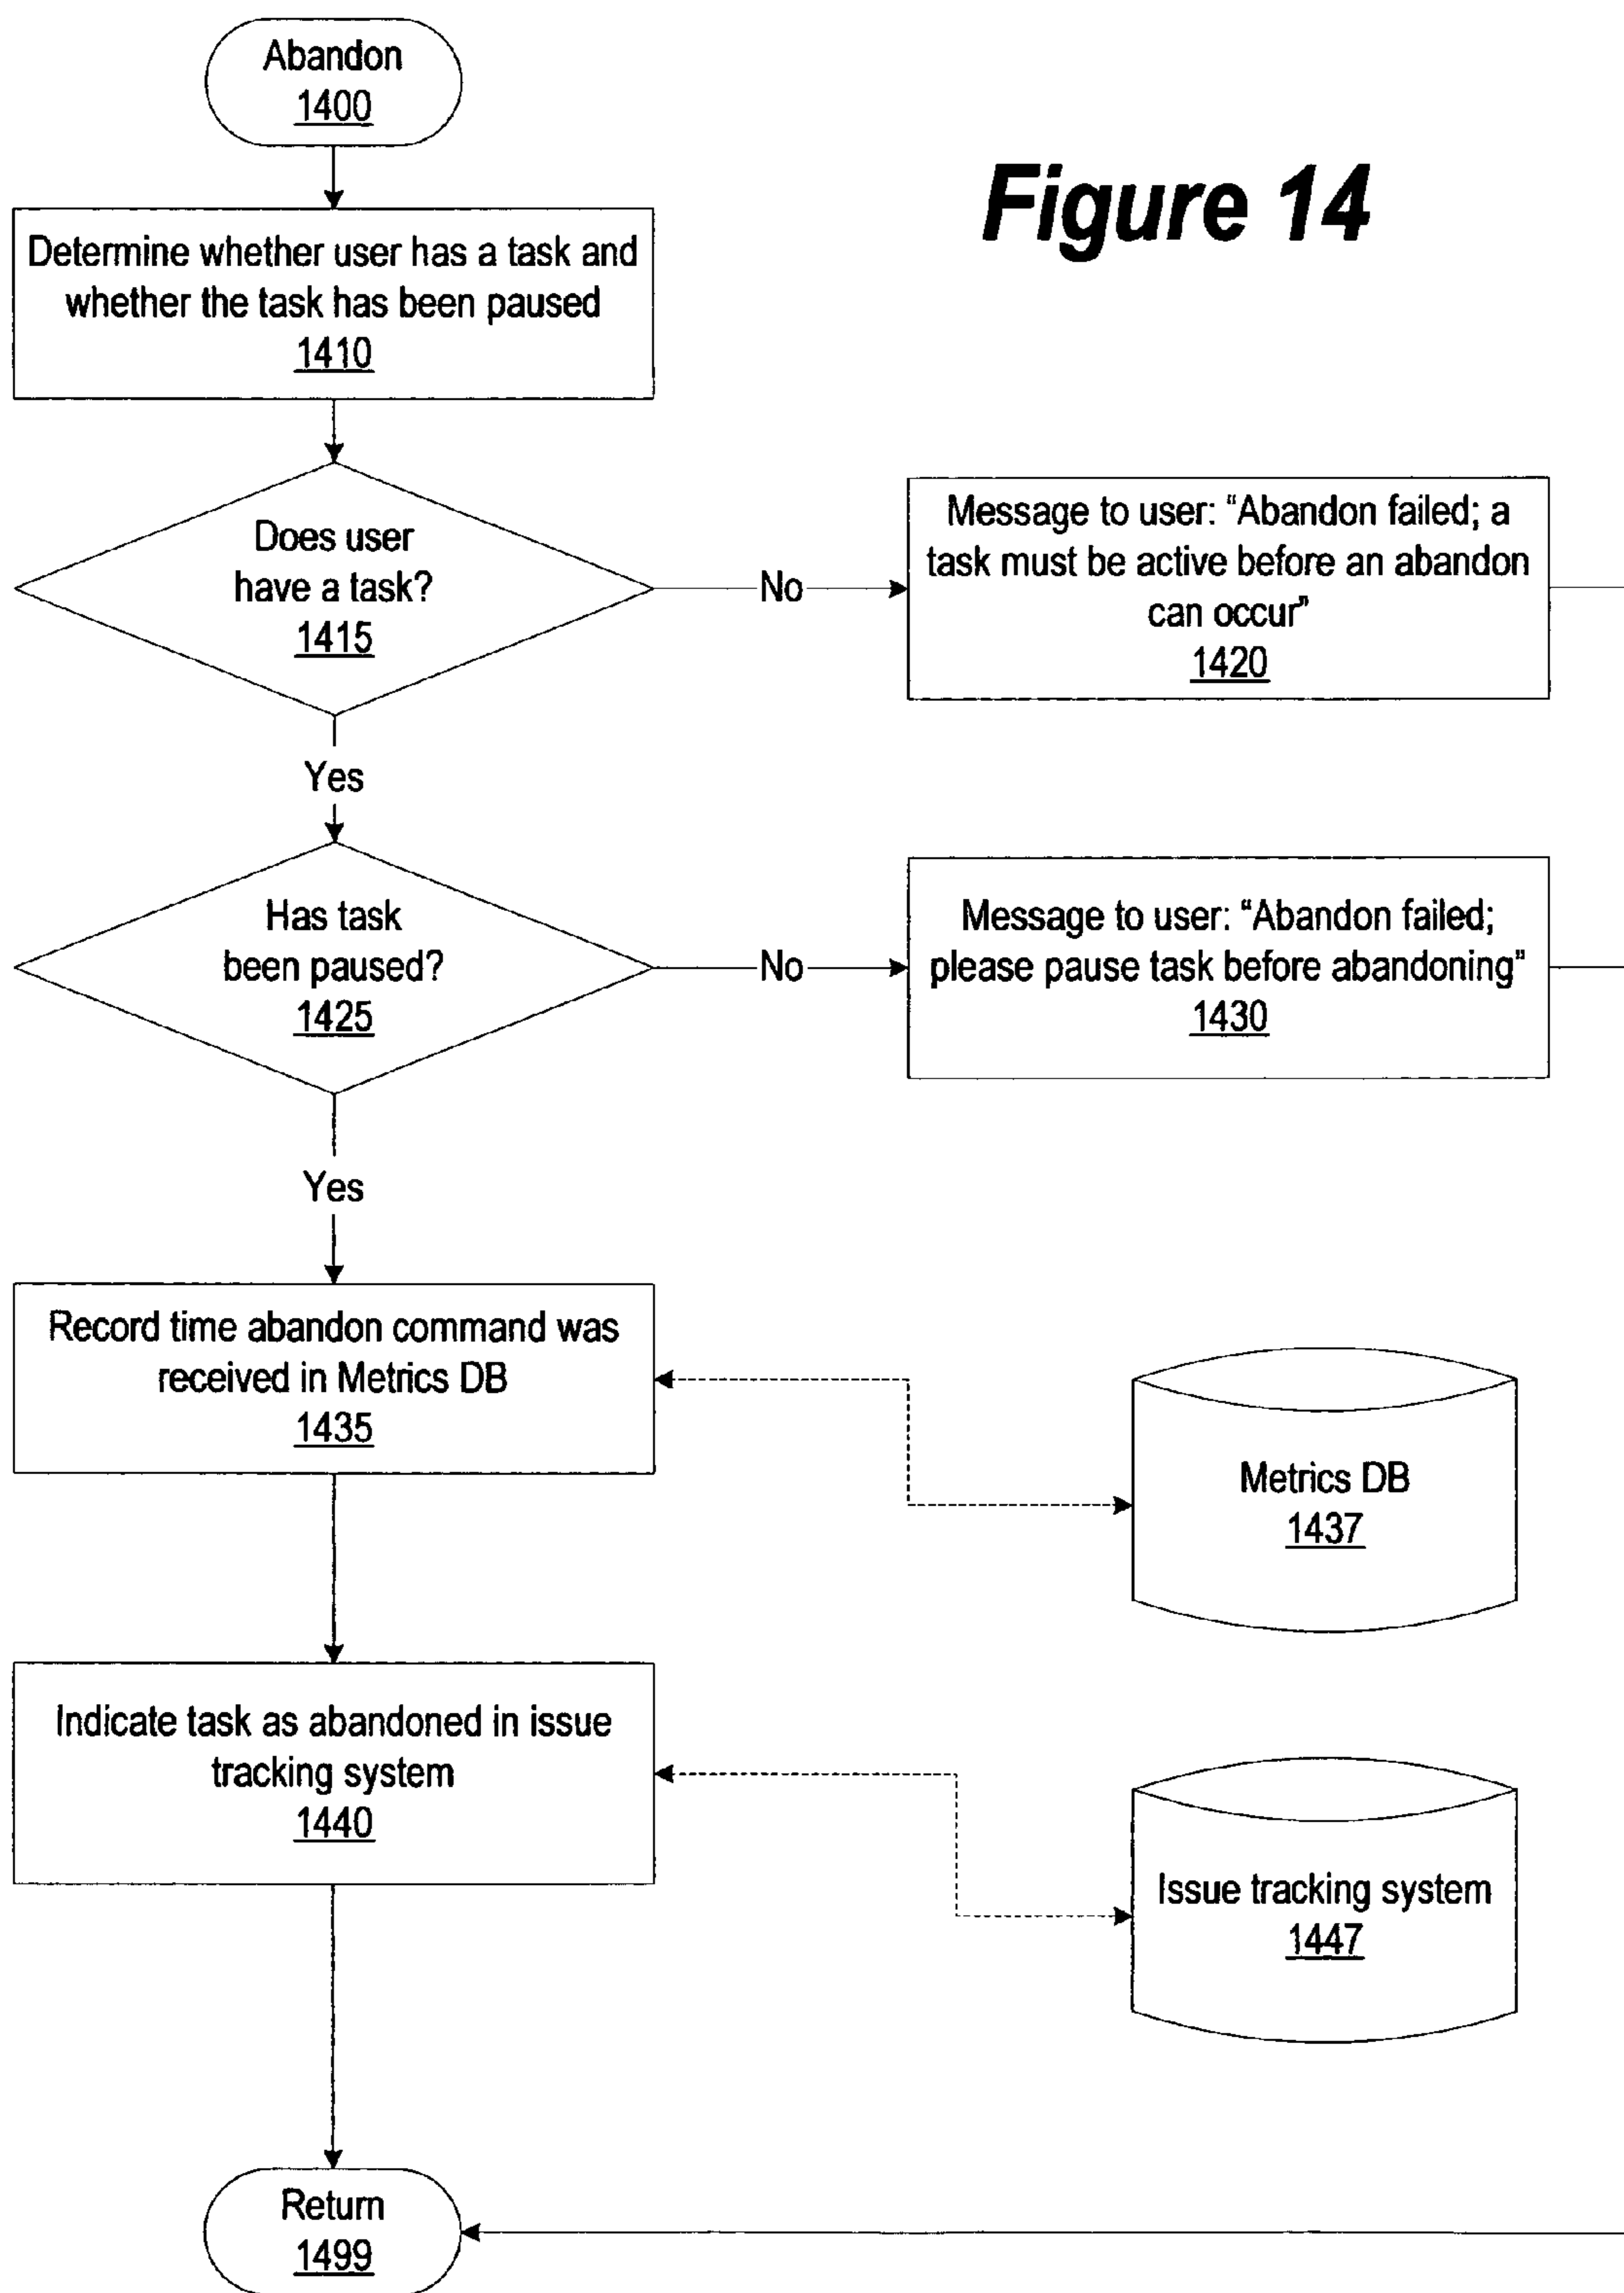 Abandon
1400
Figure 14
Determine whether user has a task and
whether the task has been paused
1410
Does user
have a task?
1415
No
Message to user: “Abandon failed; a
task must be active before an abandon
can occur”
1420
Yes
Has task
been paused?
1425
No
Message to user: “Abandon failed;
please pause task before abandoning”
1430
Yes
Record time abandon command was
received in Metrics DB
1435
Metrics DB
1437
Indicate task as abandoned in issue
tracking system
1440
Issue tracking system
1447
Return
1499